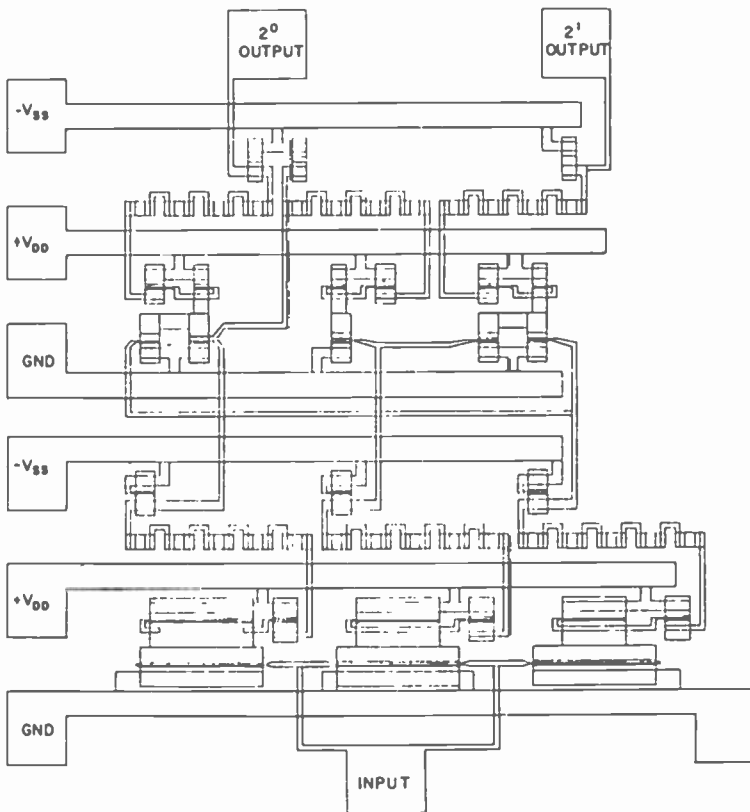 2⁰
OUTPUT
2¹
OUTPUT
-Vss
+VDD
GND
-Vss
+VDD
GND
INPUT